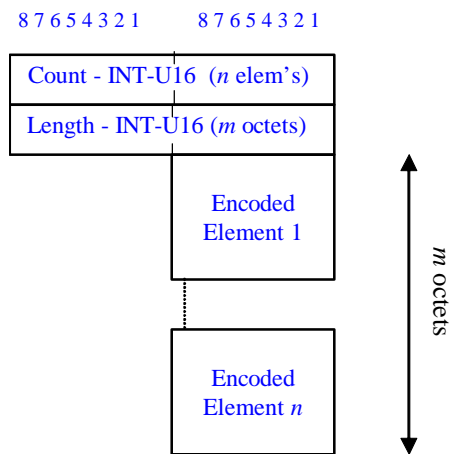 8 7 6 5 4 3 2 1 8 7 6 5 4 3 2 1
Count - INT-U16 (n elem's)
Length - INT-U16 (m octets)
Encoded
Element 1
m octets
Encoded
Element n